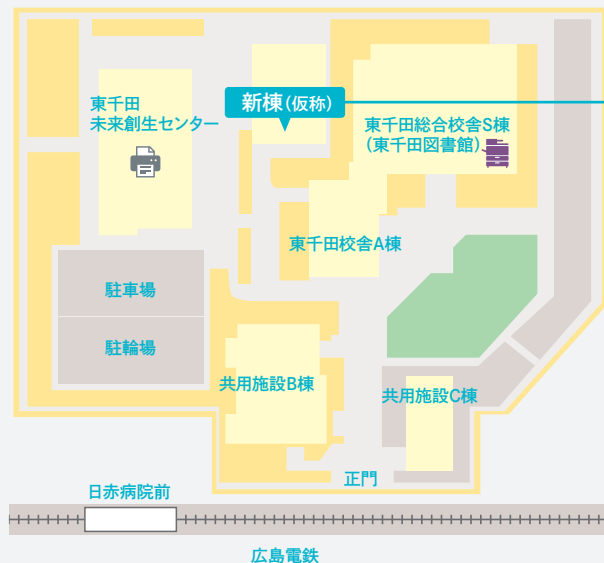 東千田
未来創生センター
新棟(仮称)
東千田総合校舎S棟
(東千田図書館)
東千田校舎A棟
駐車場
駐輪場
共用施設B棟
共用施設C棟
正門
日赤病院前
広島電鉄